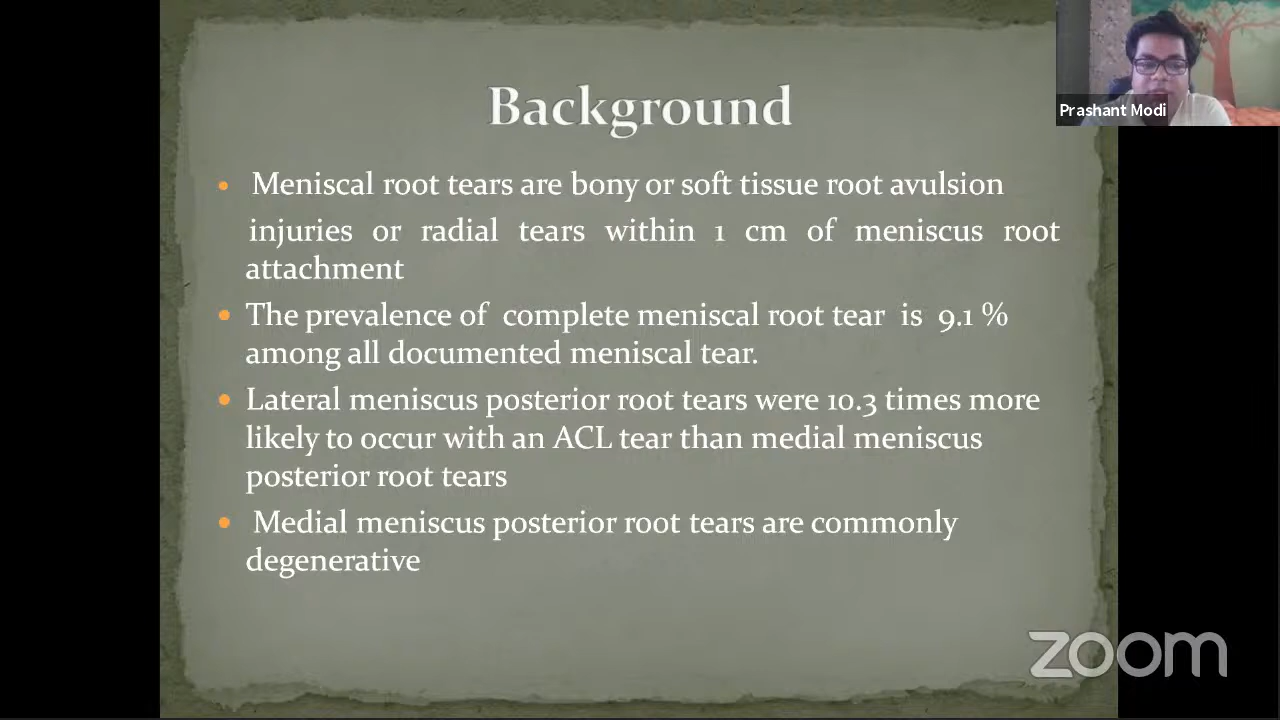 Background
Prashant Modi
• Meniscal root tears are bony or soft tissue root avulsion
injuries or radial tears within 1 cm of meniscus root
attachment
• The prevalence of complete meniscal root tear is 9.1 %
among all documented meniscal tear.
• Lateral meniscus posterior root tears were 10.3 times more
likely to occur with an ACL tear than medial meniscus
posterior root tears
• Medial meniscus posterior root tears are commonly
degenerative
zoom